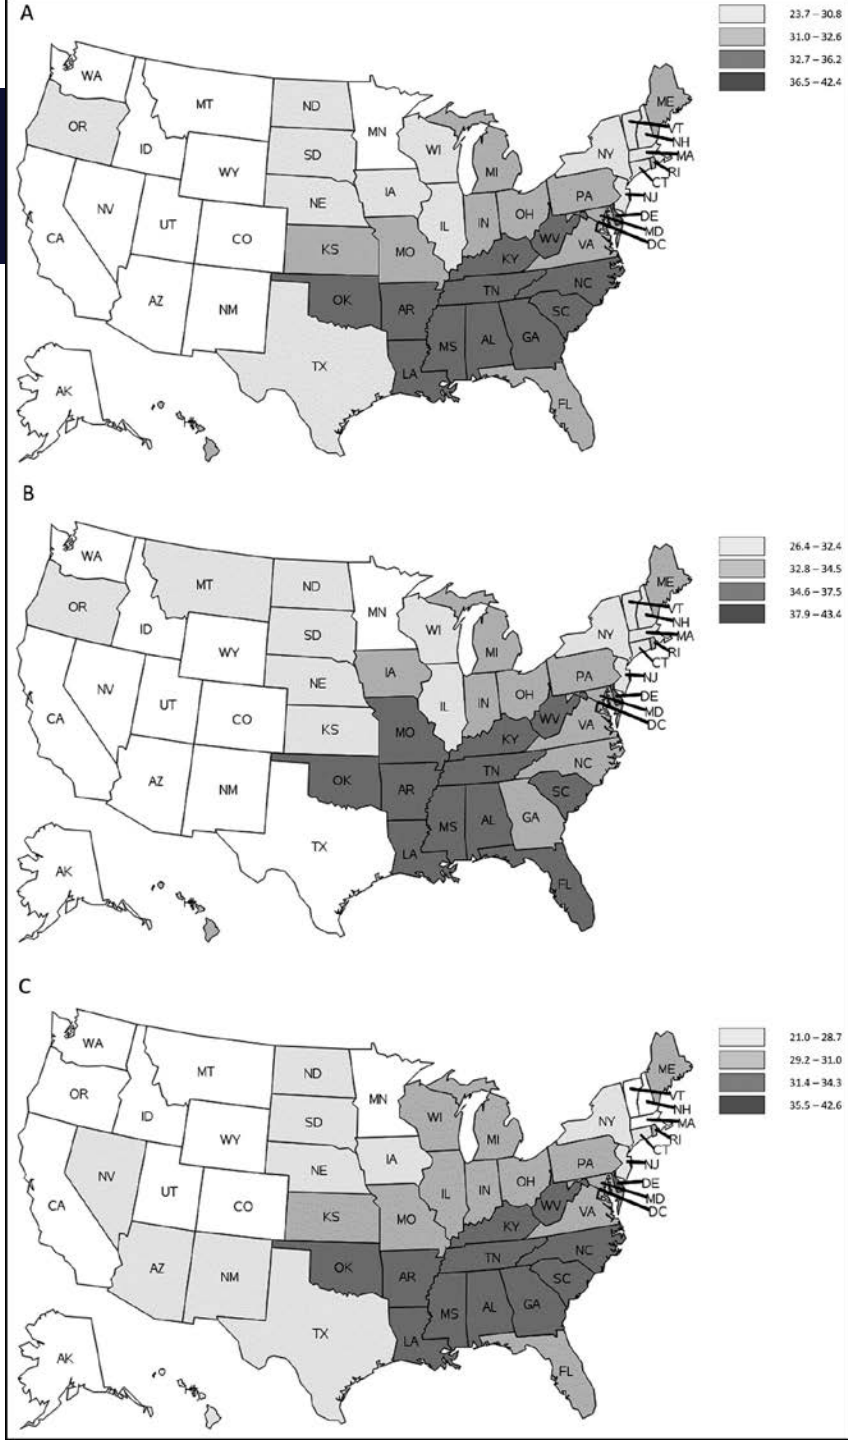 A
23.7 – 30.8
31.0 – 32.6
32.7 – 36.2
36.5 – 42.4
WA
MT
ND
MN
ME
OR
ID
SD
WI
MI
NY
VT
NH
MA
RI
CT
WY
NE
IA
PA
NJ
NV
UT
CO
IL
IN
OH
DE
MD
DC
CA
KS
MO
WV
VA
KY
AZ
NM
OK
AR
TN
NC
SC
MS
AL
GA
TX
LA
AK
FL
B
26.4 – 32.4
32.8 – 34.5
34.6 – 37.5
37.9 – 43.4
WA
MT
ND
MN
ME
OR
ID
SD
WI
MI
NY
VT
NH
MA
RI
CT
WY
NE
IA
PA
NJ
NV
UT
CO
IL
IN
OH
DE
MD
DC
CA
KS
MO
WV
VA
KY
AZ
NM
OK
AR
TN
NC
SC
MS
AL
GA
TX
LA
AK
FL
C
21.0 – 28.7
29.2 – 31.0
31.4 – 34.3
35.5 – 42.6
WA
MT
ND
MN
ME
OR
ID
SD
WI
MI
NY
VT
NH
MA
RI
CT
WY
NE
IA
PA
NJ
NV
UT
CO
IL
IN
OH
DE
MD
DC
CA
KS
MO
WV
VA
KY
AZ
NM
OK
AR
TN
NC
SC
MS
AL
GA
TX
LA
AK
FL